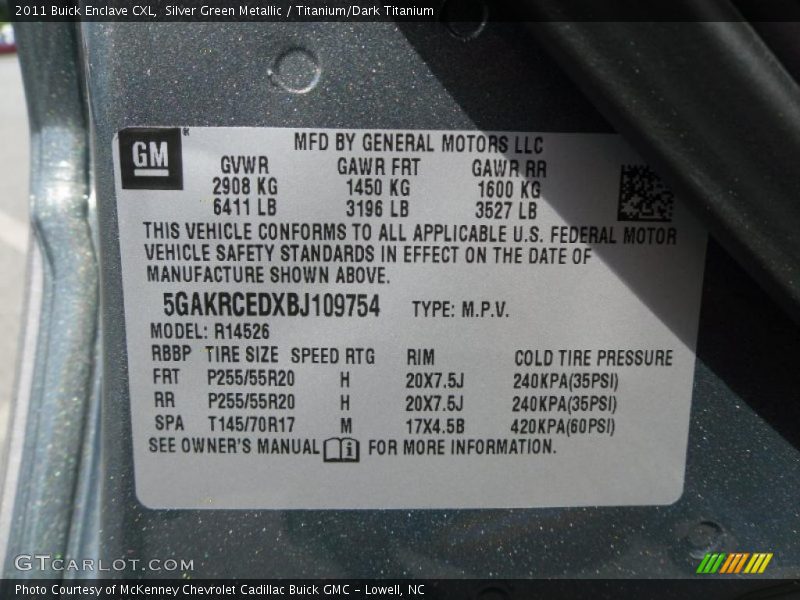 2011 Buick Enclave CXL, Silver Green Metallic / Titanium/Dark Titanium
GM ®
MFD BY GENERAL MOTORS LLC
GVWR GAWR FRT GAWR RR
2908 KG 1450 KG 1600 KG
6411 LB 3196 LB 3527 LB
THIS VEHICLE CONFORMS TO ALL APPLICABLE U.S. FEDERAL MOTOR
VEHICLE SAFETY STANDARDS IN EFFECT ON THE DATE OF
MANUFACTURE SHOWN ABOVE.
5GAKRCEDXBJ109754 TYPE: M.P.V.
MODEL: R14526
RBBP TIRE SIZE SPEED RTG RIM COLD TIRE PRESSURE
FRT P255/55R20 H 20X7.5J 240KPA(35PSI)
RR P255/55R20 H 20X7.5J 240KPA(35PSI)
SPA T145/70R17 M 17X4.5B 420KPA(60PSI)
SEE OWNER'S MANUAL i FOR MORE INFORMATION.
GTCARLOT.COM
Photo Courtesy of McKenney Chevrolet Cadillac Buick GMC - Lowell, NC